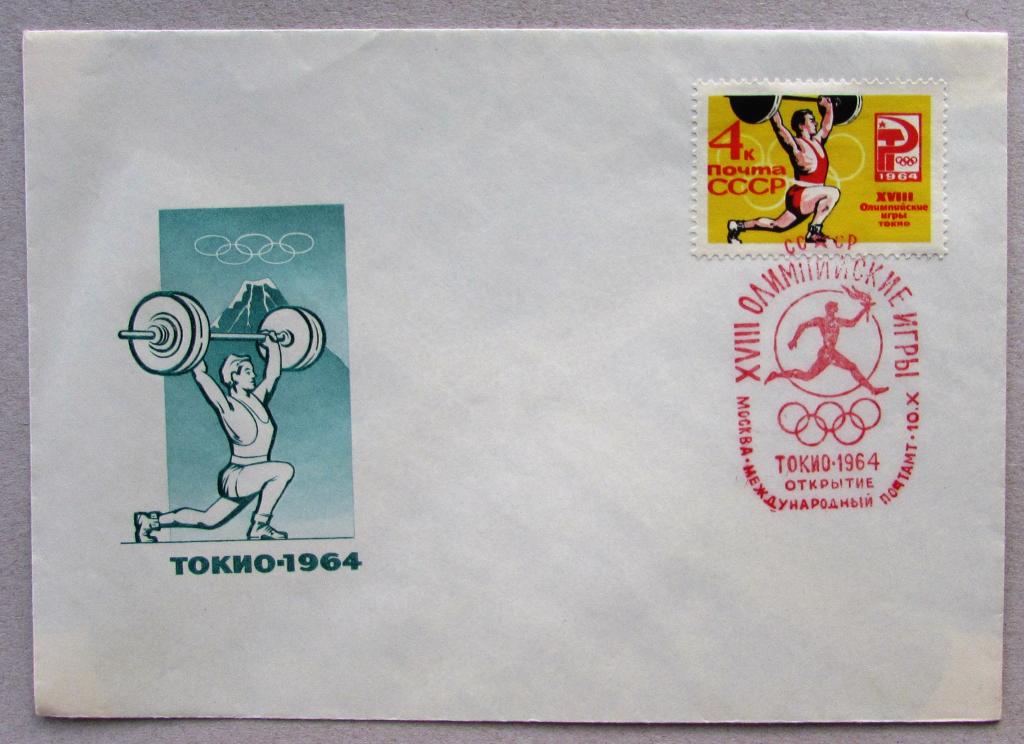 4к
Почта
СССР
1964
XVIII
Олимпийские
игры
токио
СССР
XVIII ОЛИМПИЙСКИЕ ИГРЫ
ТОКИО·1964
ОТКРЫТИЕ
МОСКВА·МЕЖДУНАРОДНЫЙ ПОЧТАМТ·10.X
ТОКИО·1964